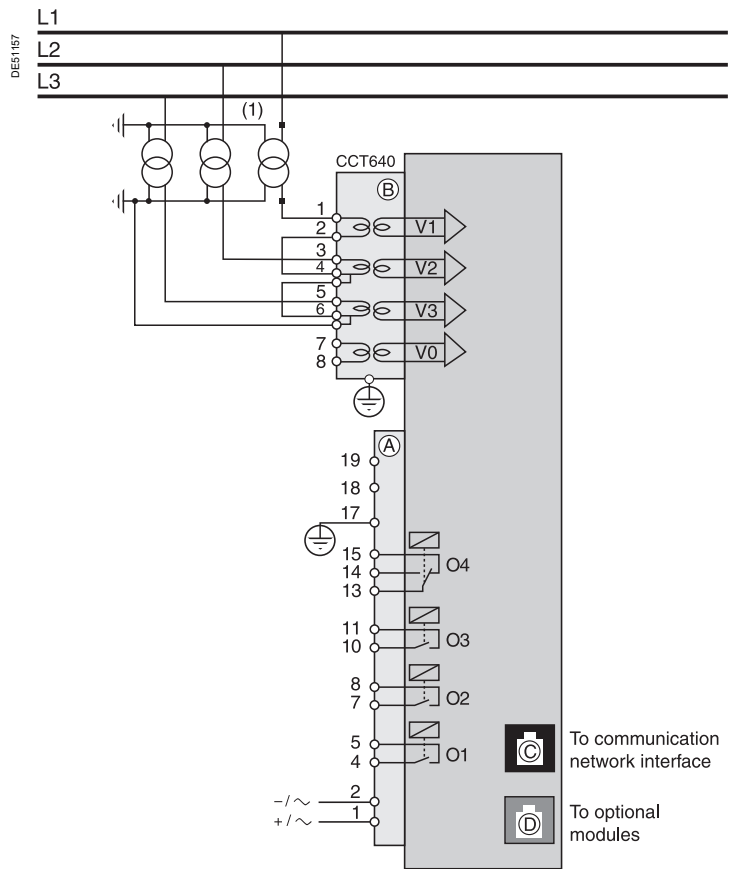 L1
DE51157
L2
L3
(1)
CCT640
B
1
2
V1
3
4
V2
5
6
V3
7
8
V0
A
19
18
17
15
14
O4
13
11
O3
10
8
O2
7
5
O1
4
C
To communication
network interface
2
-/~
1
+/~
D
To optional
modules